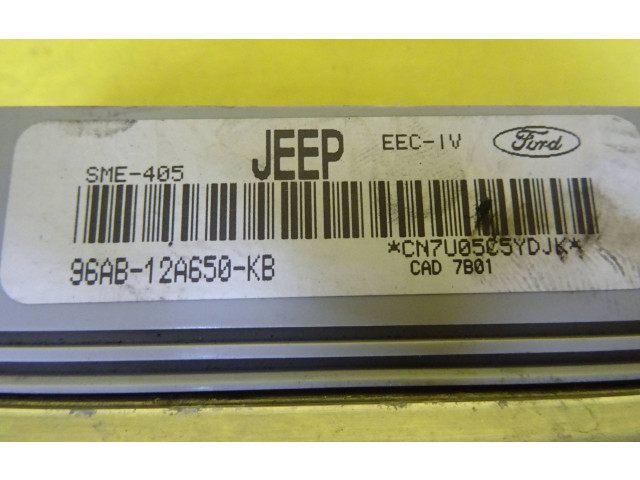 JEEP EEC-IV Ford
SME-405
*CN7U05C5YDJK*
96AB-12A650-KB CAD 7B01